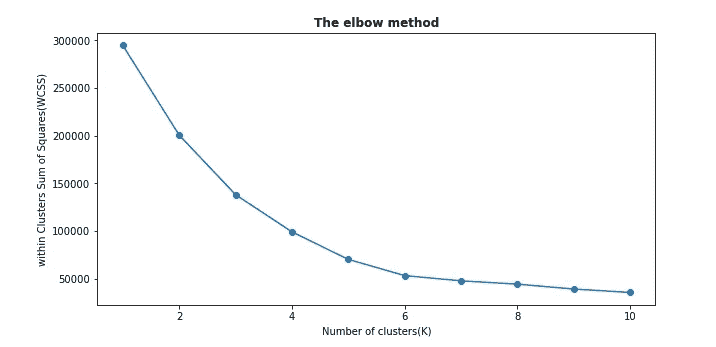 The elbow method
300000
250000
200000
150000
100000
50000
within Clusters Sum of Squares(WCSS)
2 4 6 8 10
Number of clusters(K)